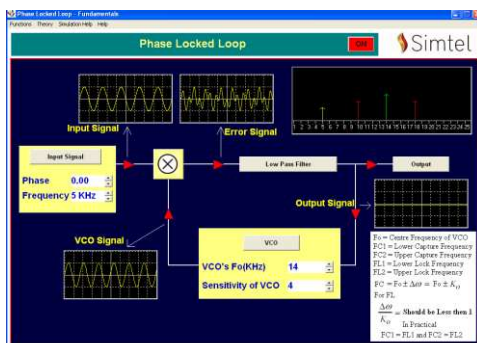 Phase Locked Loop - Fundamentals
Functions Theory Simulation Help Help
Phase Locked Loop
ON
Simtel
Input Signal
Error Signal
1 2 3 4 5 6 7 8 9 10 11 12 13 14 15 16 17 18 19 20 21 22 23 24 25
Input Signal
Phase 0.00
Frequency 5 KHz
Low Pass Filter
Output
Output Signal
VCO Signal
VCO
VCO's Fo(KHz) 14
Sensitivity of VCO 4
Fo = Centre Frequency of VCO
FC1 = Lower Capture Frequency
FC2 = Upper Capture Frequency
FL1 = Lower Lock Frequency
FL2 = Upper Lock Frequency
FC = Fo ± Δω = Fo ± K_O
For FL
Δω / K_O = Should be Less then 1
In Practical
FC1 = FL1 and FC2 = FL2